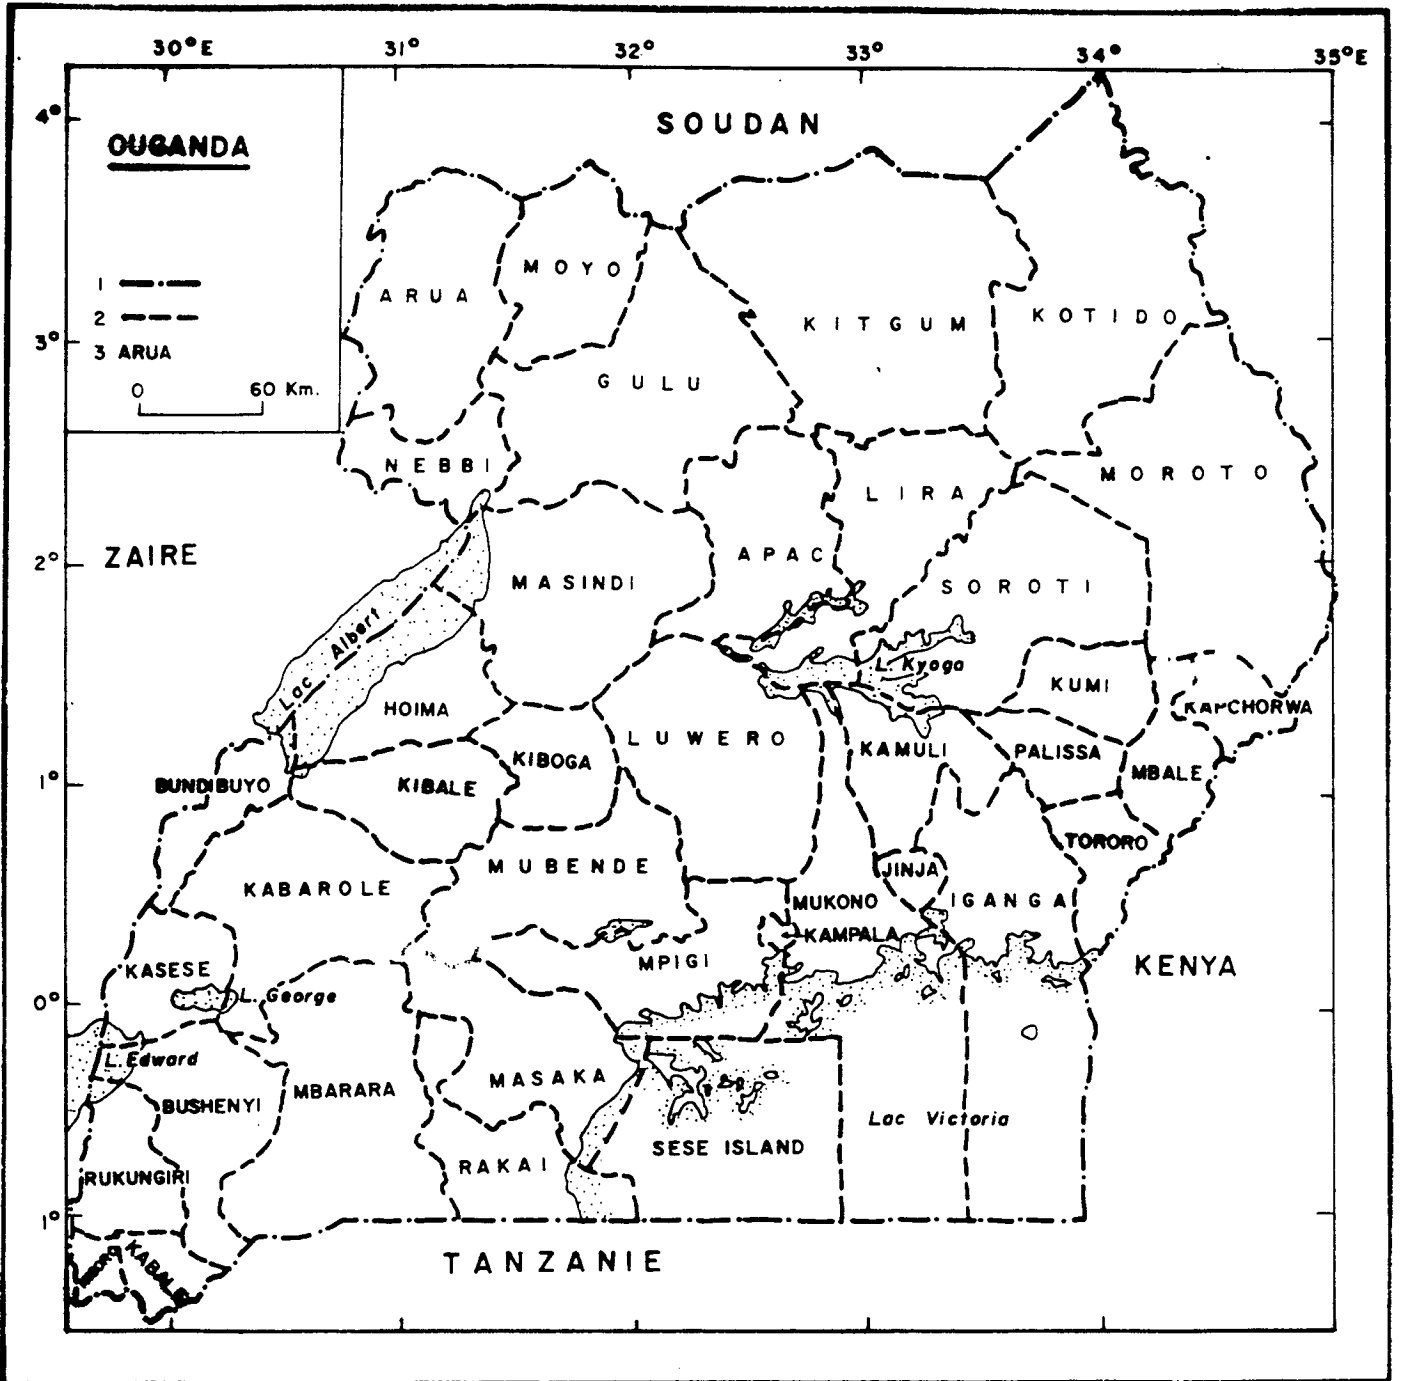 30°E 31° 32° 33° 34° 35°E
4°
SOUDAN
OUGANDA
MOYO
1
ARUA
2
KITGUM
KOTIDO
3°
3 ARUA
0 60 Km.
GULU
NEBBI
MOROTO
LIRA
ZAIRE
2°
APAC
MASINDI
SOROTI
Lac Albert
L. Kyoga
KUMI
HOIMA
KAPCHORWA
LUWERO
KAMULI
PALISSA
KIBOGA
MBALE
1°
BUNDIBUYO
KIBALE
TORORO
MUBENDE
JINJA
KABAROLE
MUKONO
IGANGA
KAMPALA
MPIGI
KENYA
KASESE
L. George
0°
L. Edward
MASAKA
MBARARA
BUSHENYI
Lac Victoria
SESE ISLAND
RAKAI
RUKUNGIRI
1°
KABALE
TANZANIE